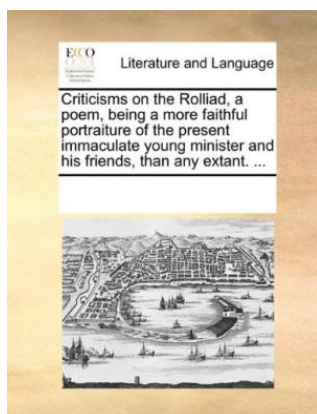 ECCO
Literature and Language
Criticisms on the Rolliad, a
poem, being a more faithful
portraiture of the present
immaculate young minister and
his friends, than any extant. ...